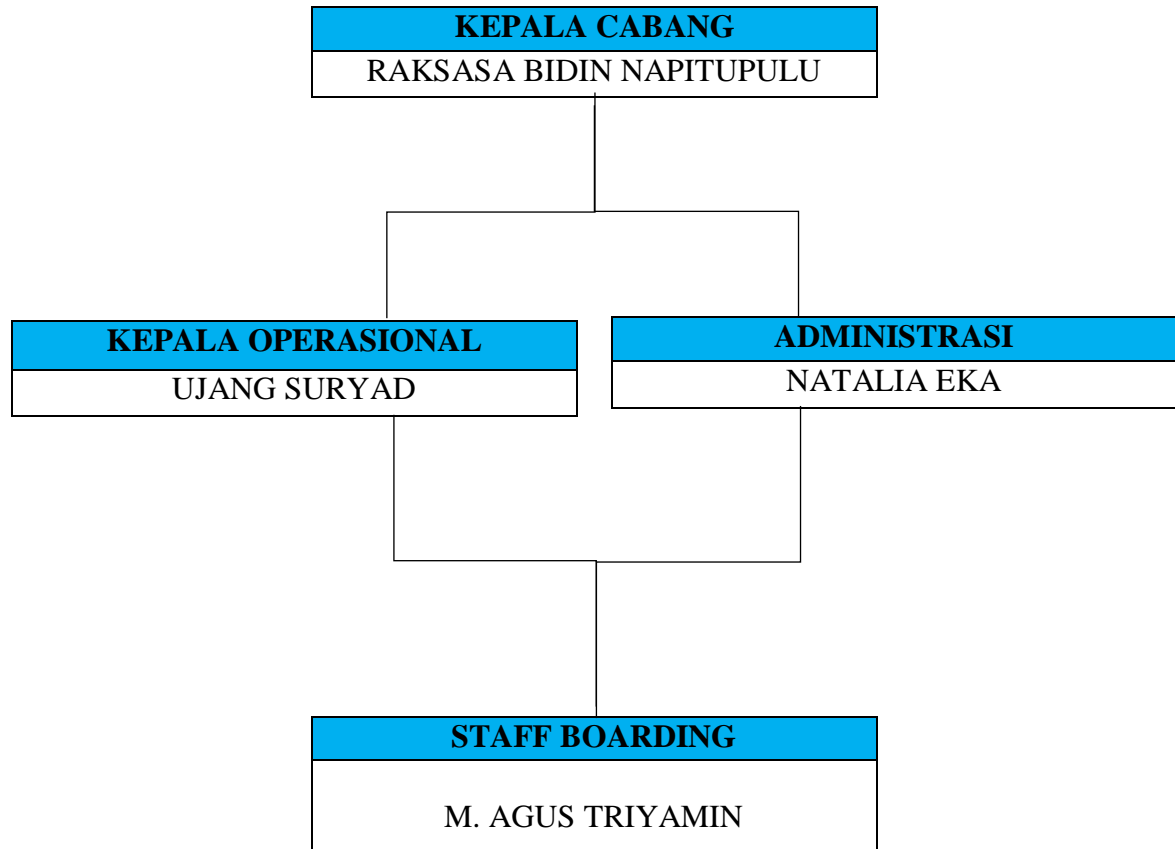 KEPALA CABANG
RAKSASA BIDIN NAPITUPULU
KEPALA OPERASIONAL
UJANG SURYAD
ADMINISTRASI
NATALIA EKA
STAFF BOARDING
M. AGUS TRIYAMIN